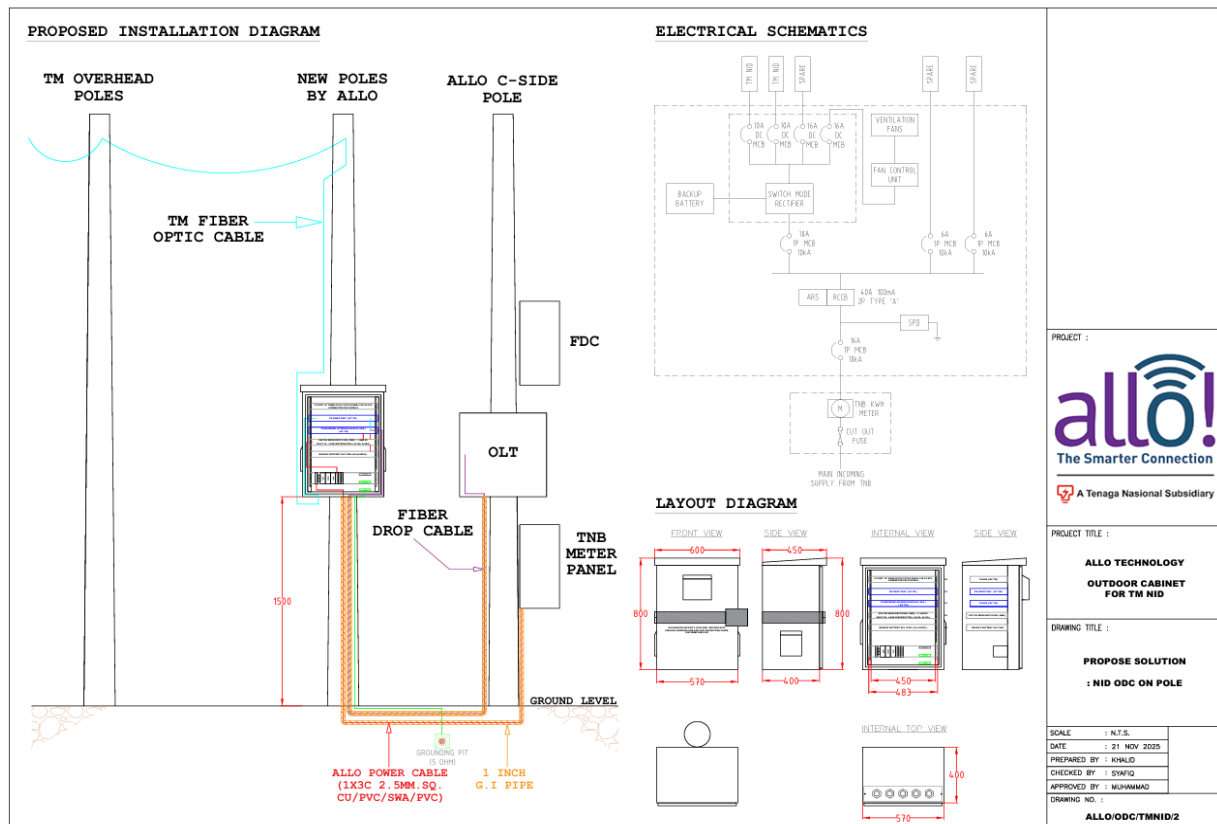 PROPOSED INSTALLATION DIAGRAM
TM OVERHEAD
POLES
NEW POLES
BY ALLO
ALLO C-SIDE
POLE
TM FIBER
OPTIC CABLE
FDC
OLT
FIBER
DROP CABLE
TNB
METER
PANEL
1500
GROUND LEVEL
GROUNDING PIT
(5 OHM)
ALLO POWER CABLE
(1X3C 2.5MM.SQ.
CU/PVC/SWA/PVC)
1 INCH
G.I PIPE
ELECTRICAL SCHEMATICS
TM NID
TM NID
SPARE
SPARE
SPARE
10A
DC
MCB
10A
DC
MCB
16A
DC
MCB
16A
DC
MCB
VENTILATION
FANS
FAN CONTROL
UNIT
BACKUP
BATTERY
SWITCH MODE
RECTIFIER
1P MCB
10kA
6A
1P MCB
10kA
6A
1P MCB
10kA
ARS
RCCB
40A 100mA
2P TYPE 'A'
SPD
1P MCB
10kA
M
TNB KWH
METER
CUT OUT
FUSE
MAIN INCOMING
SUPPLY FROM TNB
LAYOUT DIAGRAM
FRONT VIEW
SIDE VIEW
INTERNAL VIEW
SIDE VIEW
600
450
800
800
570
400
450
483
INTERNAL TOP VIEW
400
570
PROJECT :
allo!
The Smarter Connection
A Tenaga Nasional Subsidiary
PROJECT TITLE :
ALLO TECHNOLOGY
OUTDOOR CABINET
FOR TM NID
DRAWING TITLE :
PROPOSE SOLUTION
: NID ODC ON POLE
SCALE : N.T.S.
DATE : 21 NOV 2025
PREPARED BY : KHALID
CHECKED BY : SYAFIQ
APPROVED BY : MUHAMMAD
DRAWING NO. :
ALLO/ODC/TMNID/2